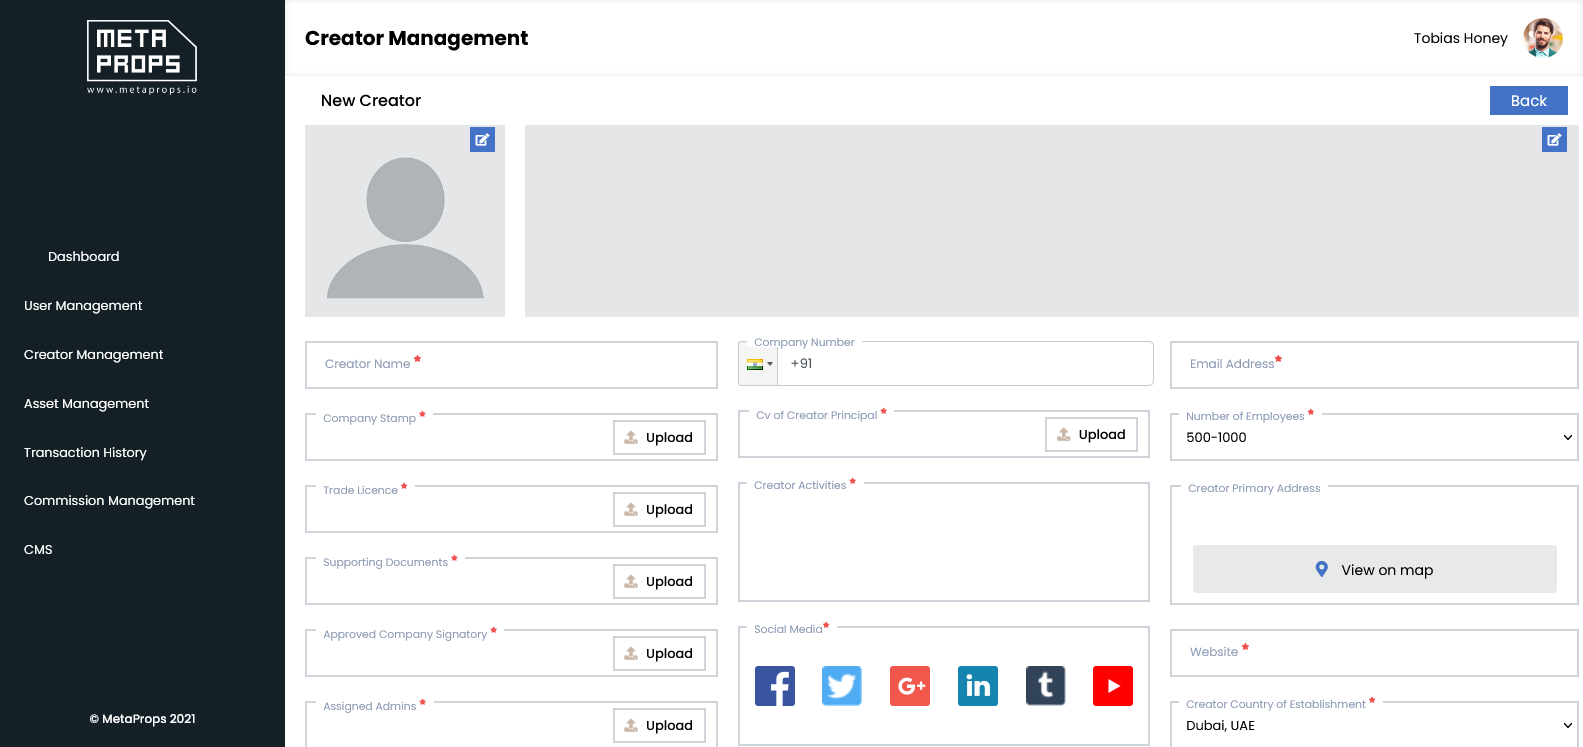 META
PROPS
www.metaprops.io
Dashboard
User Management
Creator Management
Asset Management
Transaction History
Commission Management
CMS
© MetaProps 2021
Creator Management
Tobias Honey
New Creator
Back
Creator Name *
Company Number
+91
Email Address*
Company Stamp *
Upload
Cv of Creator Principal *
Upload
Number of Employees *
500-1000
Trade Licence *
Upload
Creator Activities *
Creator Primary Address
View on map
Supporting Documents *
Upload
Approved Company Signatory *
Upload
Social Media*
f
G+
in
t
Website *
Assigned Admins *
Upload
Creator Country of Establishment *
Dubai, UAE